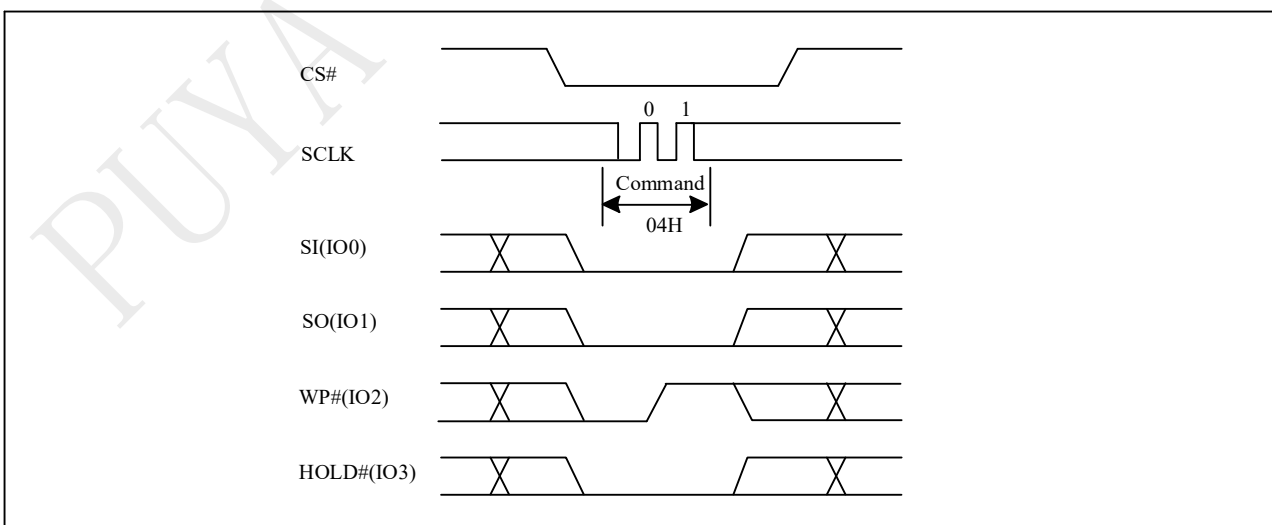 PUYA
CS#
0 1
SCLK
Command
04H
SI(IO0)
SO(IO1)
WP#(IO2)
HOLD#(IO3)